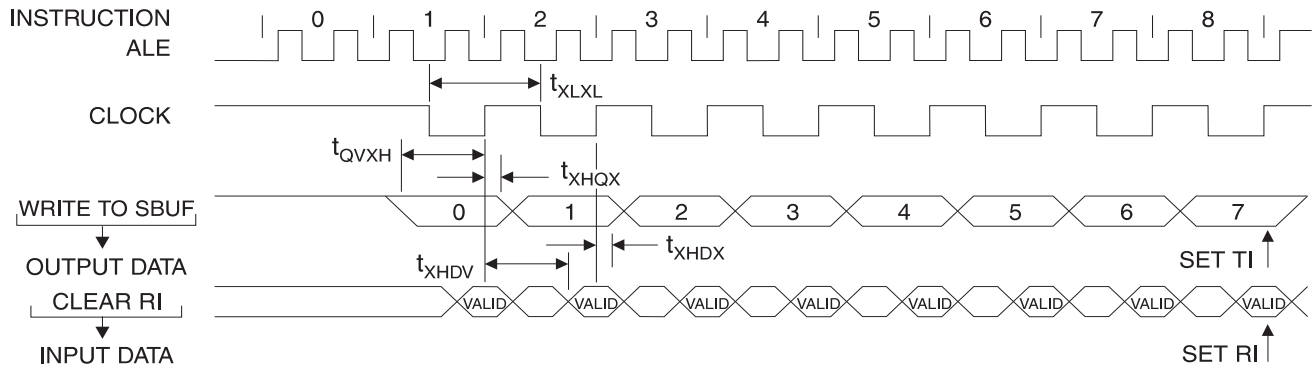 INSTRUCTION
0 1 2 3 4 5 6 7 8
ALE
tXLXL
CLOCK
tQVXH
tXHQX
WRITE TO SBUF
0 1 2 3 4 5 6 7
tXHDX
SET TI
OUTPUT DATA
tXHDV
CLEAR RI
VALID VALID VALID VALID VALID VALID VALID VALID
SET RI
INPUT DATA